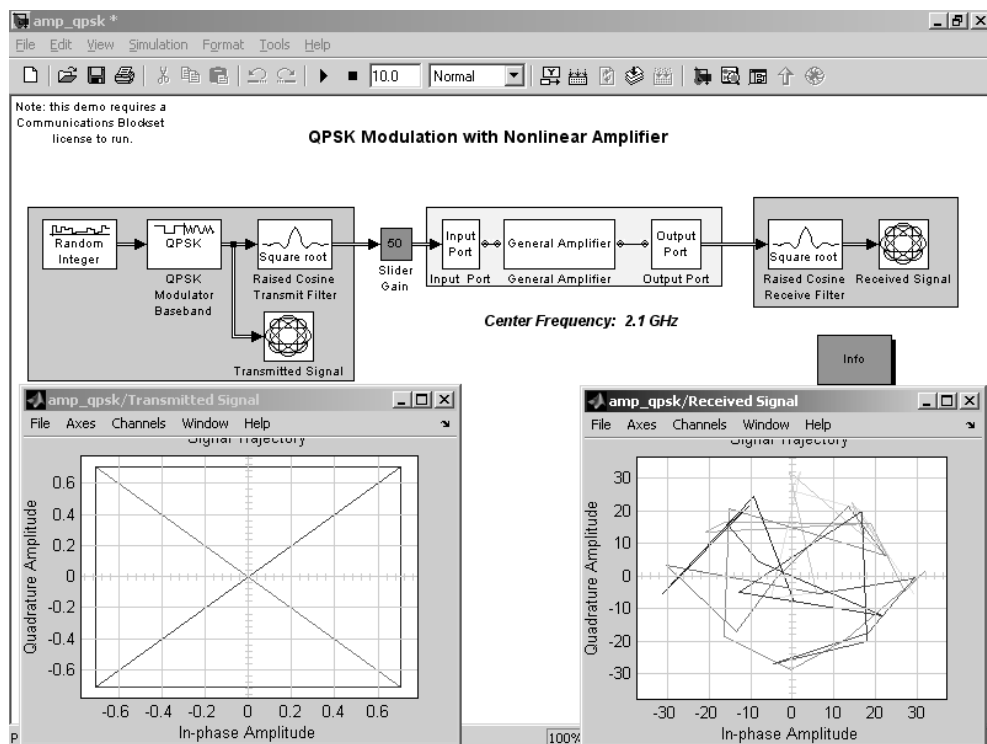 amp_qpsk *
File Edit View Simulation Format Tools Help
10.0 Normal
Note: this demo requires a
Communications Blockset
license to run.
QPSK Modulation with Nonlinear Amplifier
Random
Integer
QPSK
QPSK
Modulator
Baseband
Square root
Raised Cosine
Transmit Filter
Transmitted Signal
50
Slider
Gain
Input
Port
Input Port
General Amplifier
General Amplifier
Output
Port
Output Port
Square root
Raised Cosine
Receive Filter
Received Signal
Center Frequency: 2.1 GHz
Info
amp_qpsk/Transmitted Signal
File Axes Channels Window Help
Signal Trajectory
Quadrature Amplitude
0.6
0.4
0.2
0
-0.2
-0.4
-0.6
-0.6 -0.4 -0.2 0 0.2 0.4 0.6
In-phase Amplitude
amp_qpsk/Received Signal
File Axes Channels Window Help
Signal Trajectory
Quadrature Amplitude
30
20
10
0
-10
-20
-30
-30 -20 -10 0 10 20 30
In-phase Amplitude
100%